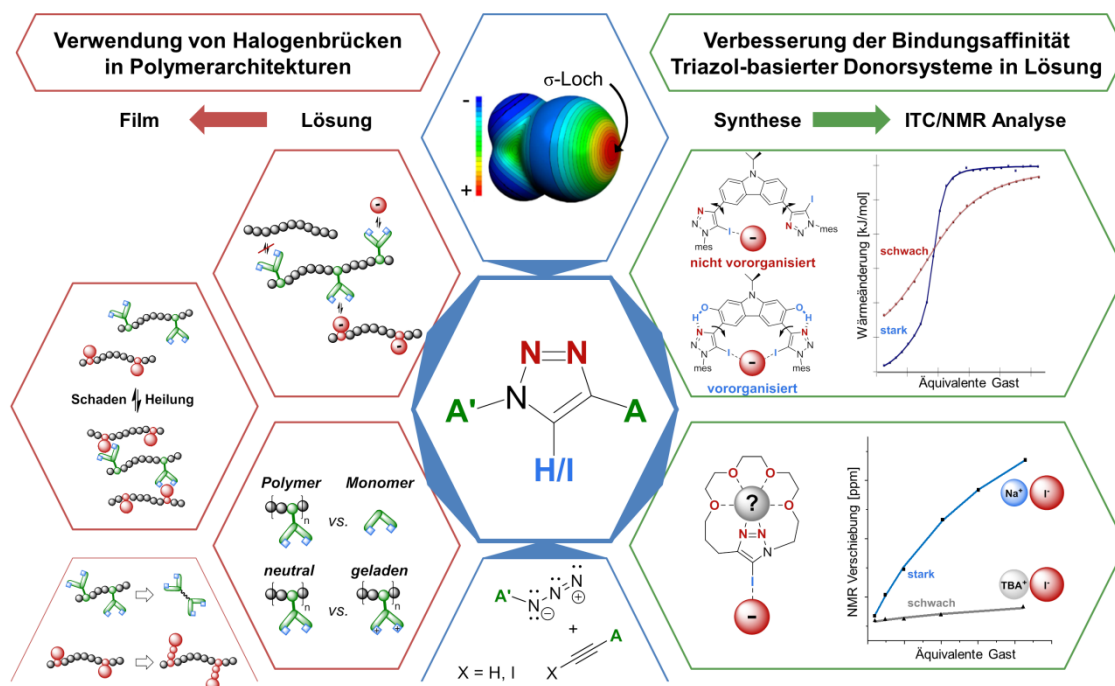 Verwendung von Halogenbrücken
in Polymerarchitekturen
Film
Lösung
σ-Loch
-
+
Verbesserung der Bindungsaffinität
Triazol-basierter Donorsysteme in Lösung
Synthese
ITC/NMR Analyse
-
-
-
Schaden
Heilung
Polymer
Monomer
n
vs.
neutral
geladen
n
n
vs.
+
+
N=N
A'
N
A
H/I
A'
N
N
N
⊖
⊕
+
A
X
X = H, I
N
N
N
N
I
I
N
N
N
N
mes
mes
-
nicht vororganisiert
N
O
O
H
H
N
N
N
N
N
N
I
I
mes
mes
-
vororganisiert
Wärmeänderung [kJ/mol]
schwach
stark
Äquivalente Gast
O
O
O
O
?
N=N
N
I
-
NMR Verschiebung [ppm]
stark
schwach
Na⁺
I⁻
TBA⁺
I⁻
Äquivalente Gast